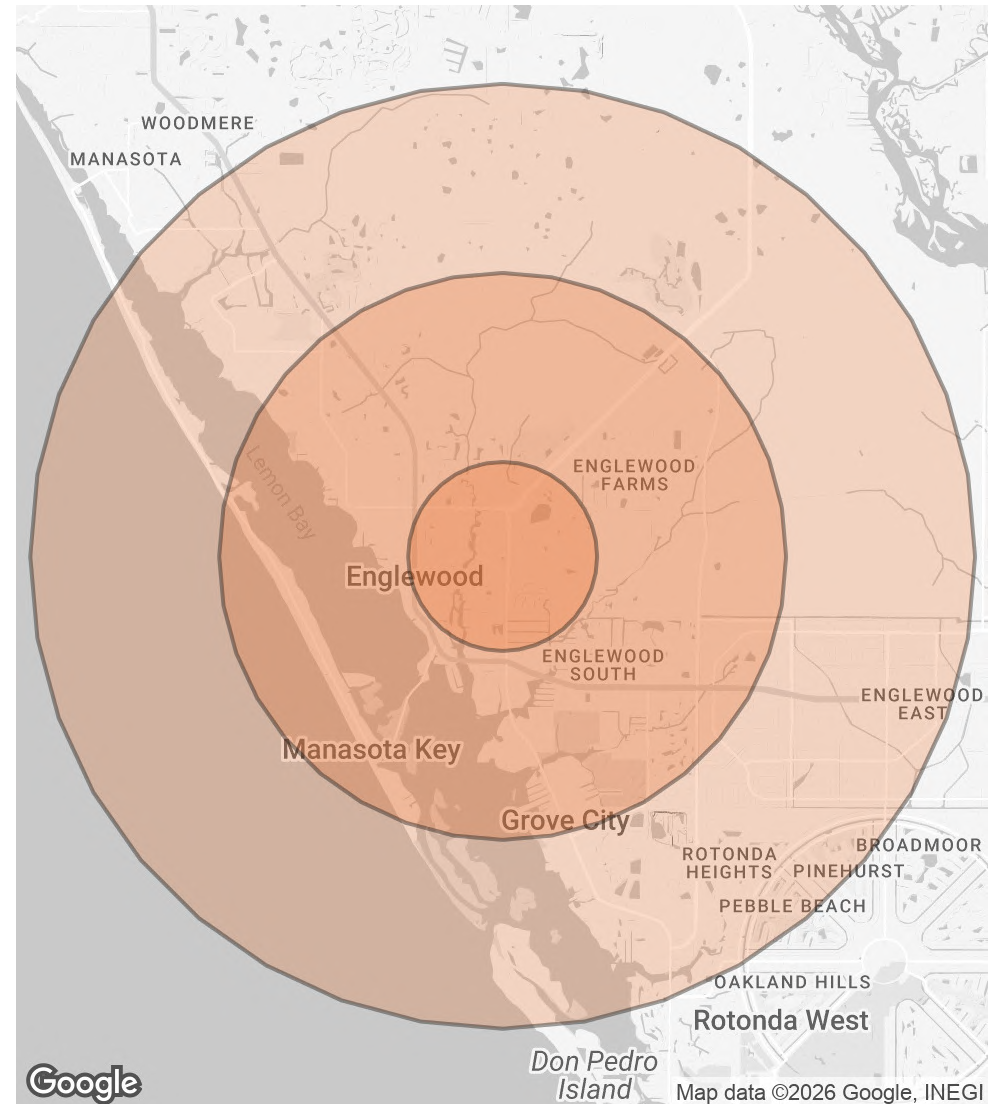 WOODMERE
MANASOTA
ENGLEWOOD
FARMS
Lemon Bay
Englewood
ENGLEWOOD
SOUTH
ENGLEWOOD
EAST
Manasota Key
Grove City
BROADMOOR
ROTONDA
HEIGHTS
PINEHURST
PEBBLE BEACH
OAKLAND HILLS
Rotonda West
Don Pedro
Island
Google
Map data ©2026 Google, INEGI